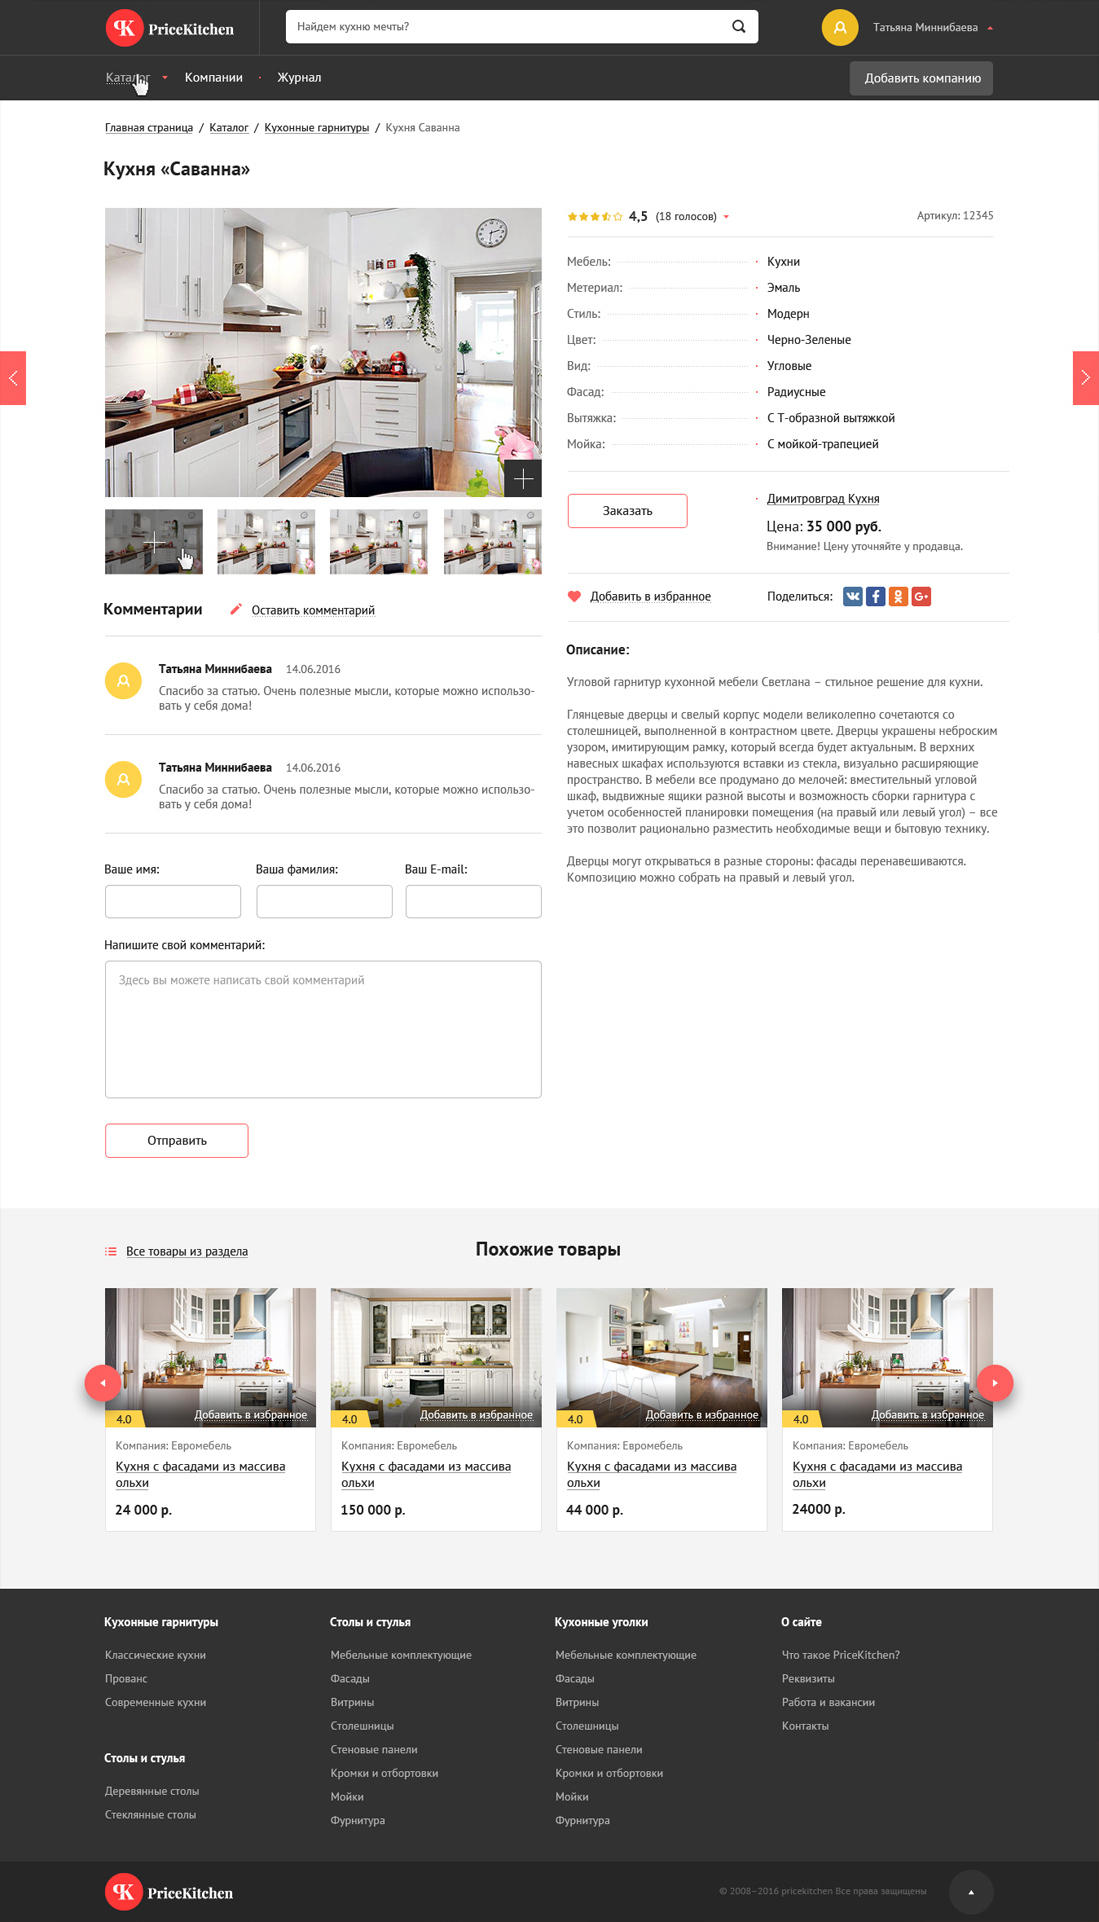 PK PriceKitchen
Найдем кухню мечты?
Татьяна Миннибаева
Каталог
Компании · Журнал
Добавить компанию
Главная страница / Каталог / Кухонные гарнитуры / Кухня Саванна
Кухня «Саванна»
4,5 (18 голосов)
Артикул: 12345
Мебель: · Кухни
Метериал: · Эмаль
Стиль: · Модерн
Цвет: · Черно-Зеленые
Вид: · Угловые
Фасад: · Радиусные
Вытяжка: · С Т-образной вытяжкой
Мойка: · С мойкой-трапецией
Заказать
· Димитровград Кухня
Цена: 35 000 руб.
Внимание! Цену уточняйте у продавца.
Добавить в избранное
Поделиться:
Комментарии
Оставить комментарий
Татьяна Миннибаева 14.06.2016
Спасибо за статью. Очень полезные мысли, которые можно использо-
вать у себя дома!
Татьяна Миннибаева 14.06.2016
Спасибо за статью. Очень полезные мысли, которые можно использо-
вать у себя дома!
Ваше имя:
Ваша фамилия:
Ваш E-mail:
Напишите свой комментарий:
Здесь вы можете написать свой комментарий
Отправить
Описание:
Угловой гарнитур кухонной мебели Светлана – стильное решение для кухни.
Глянцевые дверцы и свелый корпус модели великолепно сочетаются со
столешницей, выполненной в контрастном цвете. Дверцы украшены неброским
узором, имитирующим рамку, который всегда будет актуальным. В верхних
навесных шкафах используются вставки из стекла, визуально расширяющие
пространство. В мебели все продумано до мелочей: вместительный угловой
шкаф, выдвижные ящики разной высоты и возможность сборки гарнитура с
учетом особенностей планировки помещения (на правый или левый угол) – все
это позволит рационально разместить необходимые вещи и бытовую технику.
Дверцы могут открываться в разные стороны: фасады перенавешиваются.
Композицию можно собрать на правый и левый угол.
Все товары из раздела
Похожие товары
4.0 Добавить в избранное
Компания: Евромебель
Кухня с фасадами из массива
ольхи
24 000 р.
4.0 Добавить в избранное
Компания: Евромебель
Кухня с фасадами из массива
ольхи
150 000 р.
4.0 Добавить в избранное
Компания: Евромебель
Кухня с фасадами из массива
ольхи
44 000 р.
4.0 Добавить в избранное
Компания: Евромебель
Кухня с фасадами из массива
ольхи
24000 р.
Кухонные гарнитуры
Классические кухни
Прованс
Современные кухни
Столы и стулья
Деревянные столы
Стеклянные столы
Столы и стулья
Мебельные комплектующие
Фасады
Витрины
Столешницы
Стеновые панели
Кромки и отбортовки
Мойки
Фурнитура
Кухонные уголки
Мебельные комплектующие
Фасады
Витрины
Столешницы
Стеновые панели
Кромки и отбортовки
Мойки
Фурнитура
О сайте
Что такое PriceKitchen?
Реквизиты
Работа и вакансии
Контакты
PK PriceKitchen
© 2008–2016 pricekitchen Все права защищены